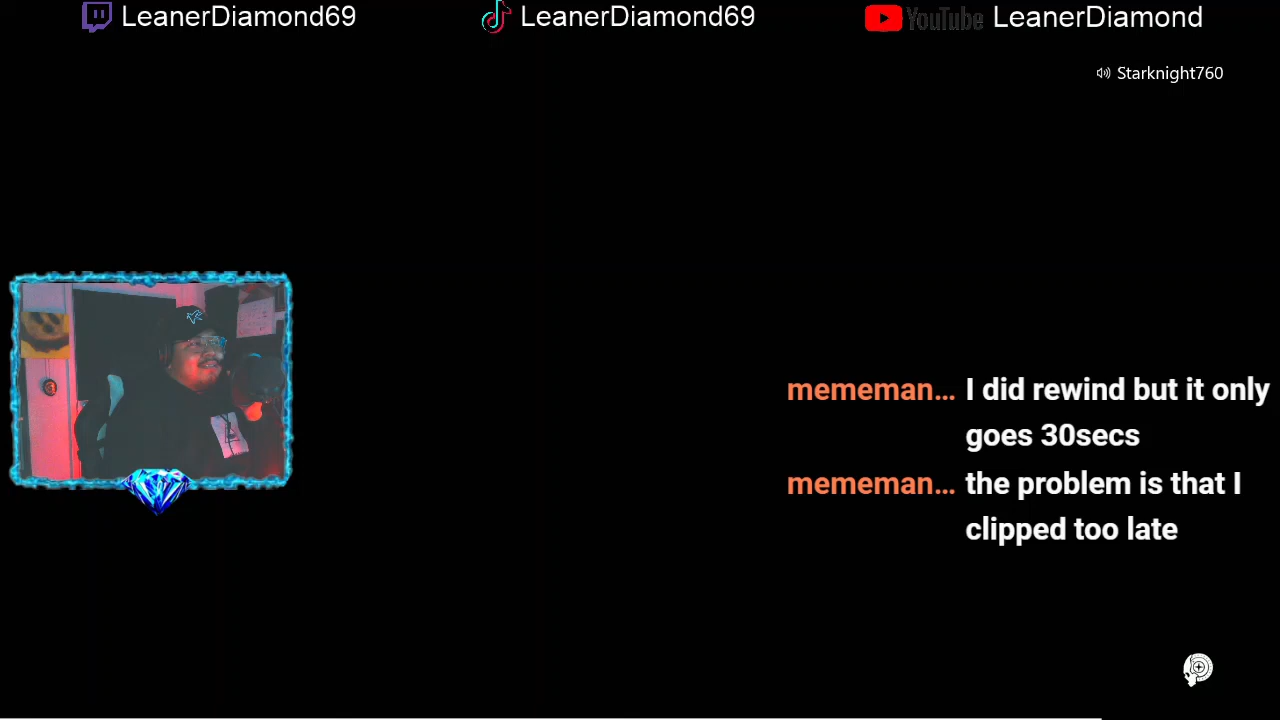 LeanerDiamond69
LeanerDiamond69
YouTube LeanerDiamond
Starknight760
mememan… I did rewind but it only
goes 30secs
mememan… the problem is that I
clipped too late